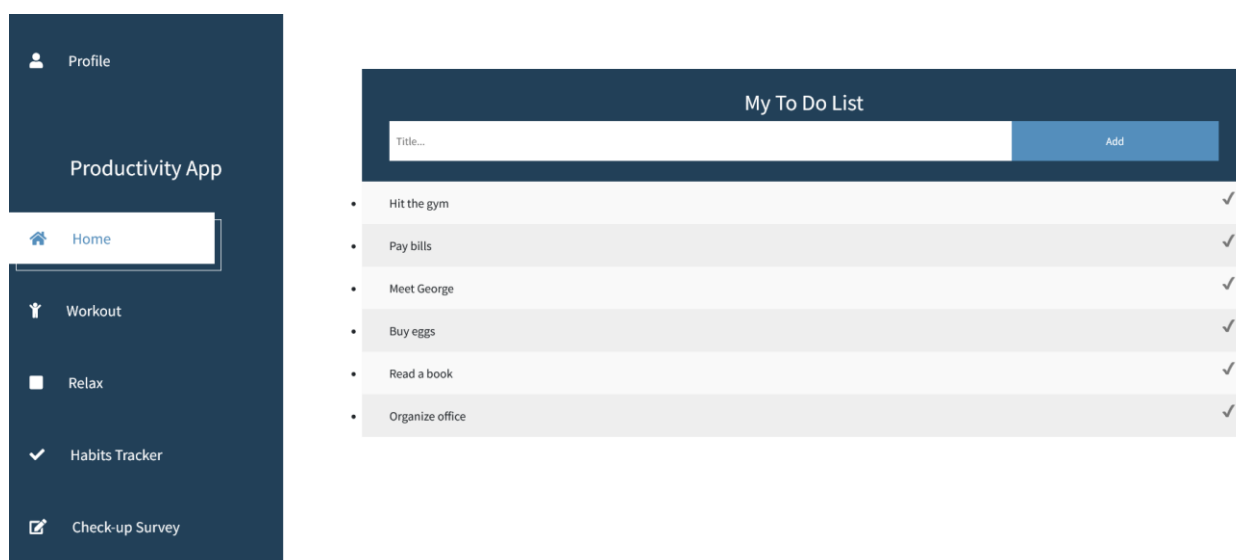 Profile
Productivity App
Home
Workout
Relax
Habits Tracker
Check-up Survey
My To Do List
Title...
Add
Hit the gym
Pay bills
Meet George
Buy eggs
Read a book
Organize office